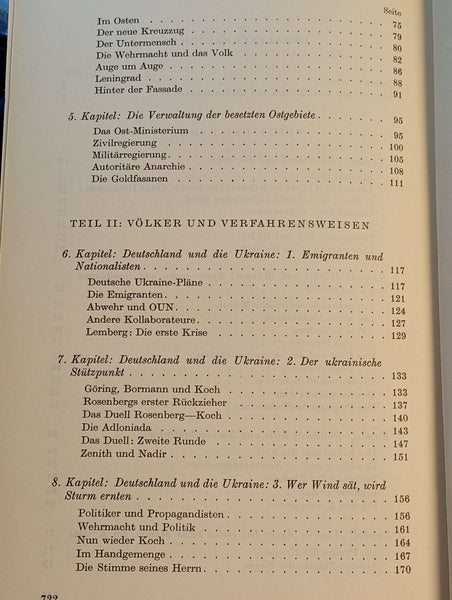 Seite
Im Osten . . . . . . . . . . . . . . . . . . . . 75
Der neue Kreuzzug . . . . . . . . . . . . . . . . 79
Der Untermensch . . . . . . . . . . . . . . . . . 80
Die Wehrmacht und das Volk . . . . . . . . . . . . 82
Auge um Auge . . . . . . . . . . . . . . . . . . 86
Leningrad . . . . . . . . . . . . . . . . . . . . 88
Hinter der Fassade . . . . . . . . . . . . . . . . 91
5. Kapitel: Die Verwaltung der besetzten Ostgebiete . . . . . . 95
Das Ost-Ministerium . . . . . . . . . . . . . . . 95
Zivilregierung . . . . . . . . . . . . . . . . . . 100
Militärregierung . . . . . . . . . . . . . . . . . 105
Autoritäre Anarchie . . . . . . . . . . . . . . . 108
Die Goldfasanen . . . . . . . . . . . . . . . . . 111
TEIL II: VÖLKER UND VERFAHRENSWEISEN
6. Kapitel: Deutschland und die Ukraine: 1. Emigranten und
Nationalisten . . . . . . . . . . . . . . . . . . 117
Deutsche Ukraine-Pläne . . . . . . . . . . . . . . 117
Die Emigranten . . . . . . . . . . . . . . . . . . 121
Abwehr und OUN . . . . . . . . . . . . . . . . . . 124
Andere Kollaborateure . . . . . . . . . . . . . . 127
Lemberg: Die erste Krise . . . . . . . . . . . . . 129
7. Kapitel: Deutschland und die Ukraine: 2. Der ukrainische
Stützpunkt . . . . . . . . . . . . . . . . . . . 133
Göring, Bormann und Koch . . . . . . . . . . . . . 133
Rosenbergs erster Rückzieher . . . . . . . . . . . 137
Das Duell Rosenberg—Koch . . . . . . . . . . . . . 140
Die Adloniada . . . . . . . . . . . . . . . . . . 143
Das Duell: Zweite Runde . . . . . . . . . . . . . 147
Zenith und Nadir . . . . . . . . . . . . . . . . . 151
8. Kapitel: Deutschland und die Ukraine: 3. Wer Wind sät, wird
Sturm ernten . . . . . . . . . . . . . . . . . . 156
Politiker und Propagandisten . . . . . . . . . . . 156
Wehrmacht und Politik . . . . . . . . . . . . . . 161
Nun wieder Koch . . . . . . . . . . . . . . . . . 164
Im Handgemenge . . . . . . . . . . . . . . . . . . 167
Die Stimme seines Herrn . . . . . . . . . . . . . 170